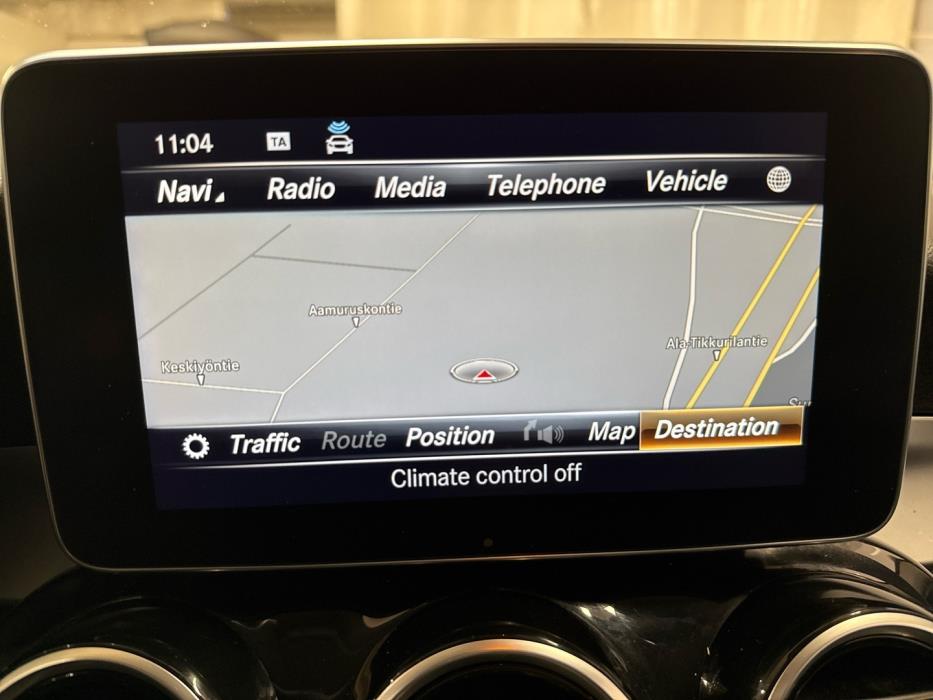 11:04 TA
Navi Radio Media Telephone Vehicle
Aamuruskontie
Ala-Tikkurilantie
Keskiyöntie
Traffic Route Position Map Destination
Climate control off